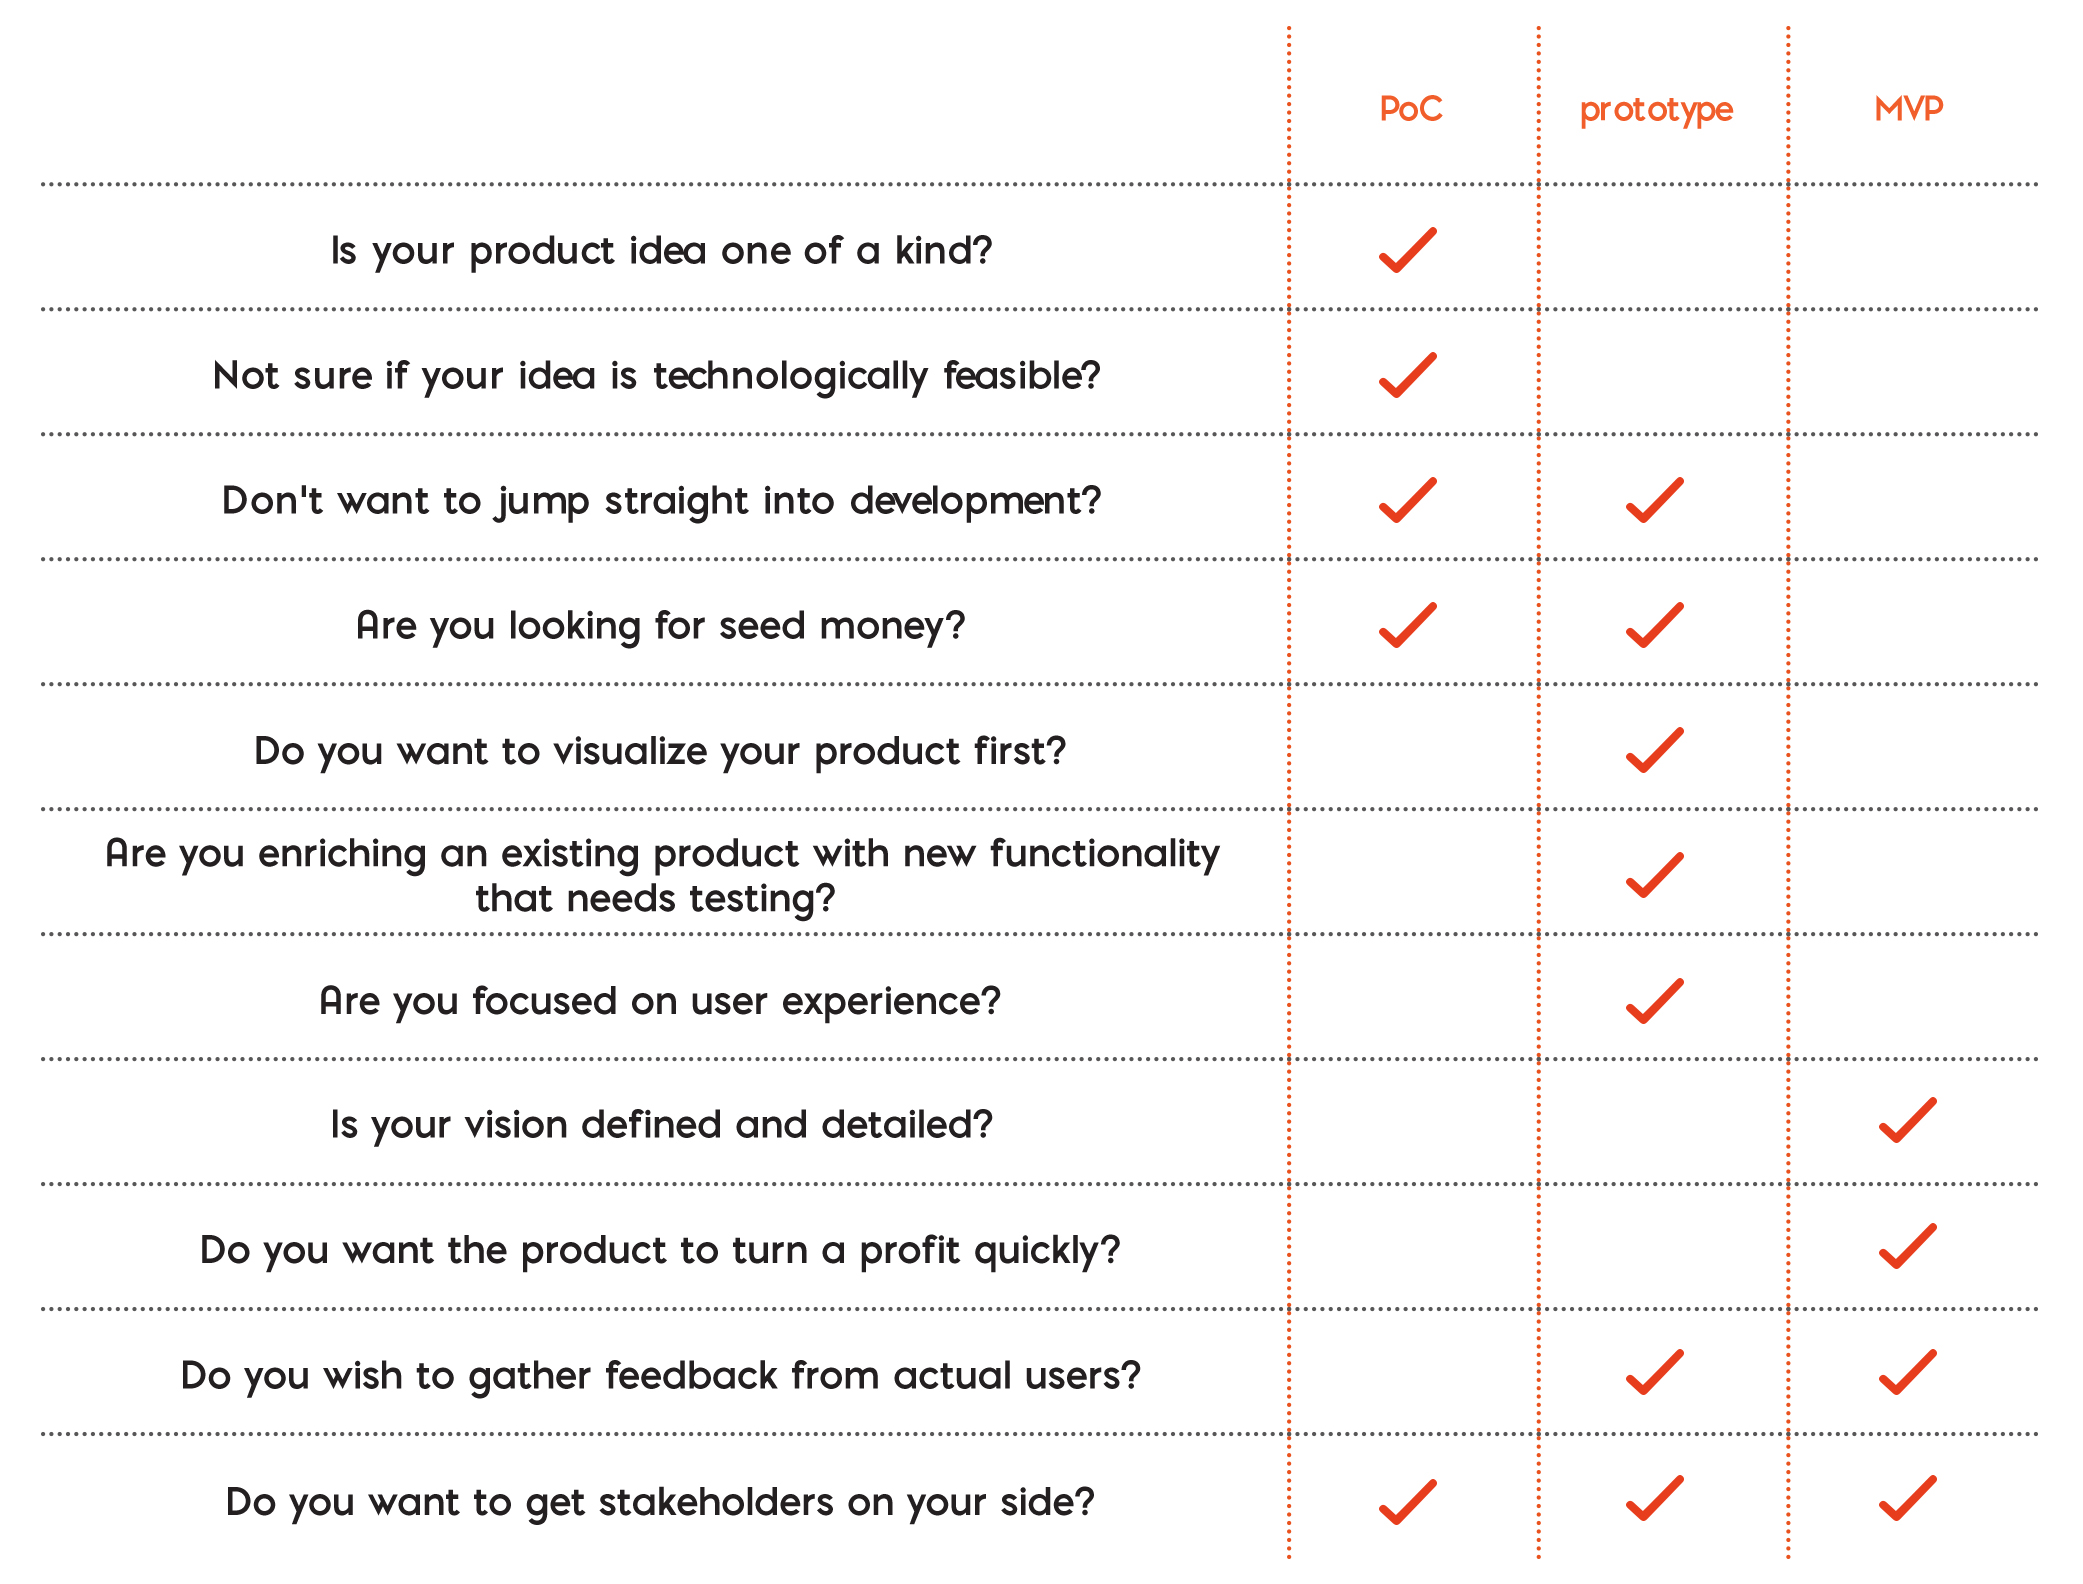 PoC prototype MVP
Is your product idea one of a kind?
Not sure if your idea is technologically feasible?
Don't want to jump straight into development?
Are you looking for seed money?
Do you want to visualize your product first?
Are you enriching an existing product with new functionality
that needs testing?
Are you focused on user experience?
Is your vision defined and detailed?
Do you want the product to turn a profit quickly?
Do you wish to gather feedback from actual users?
Do you want to get stakeholders on your side?